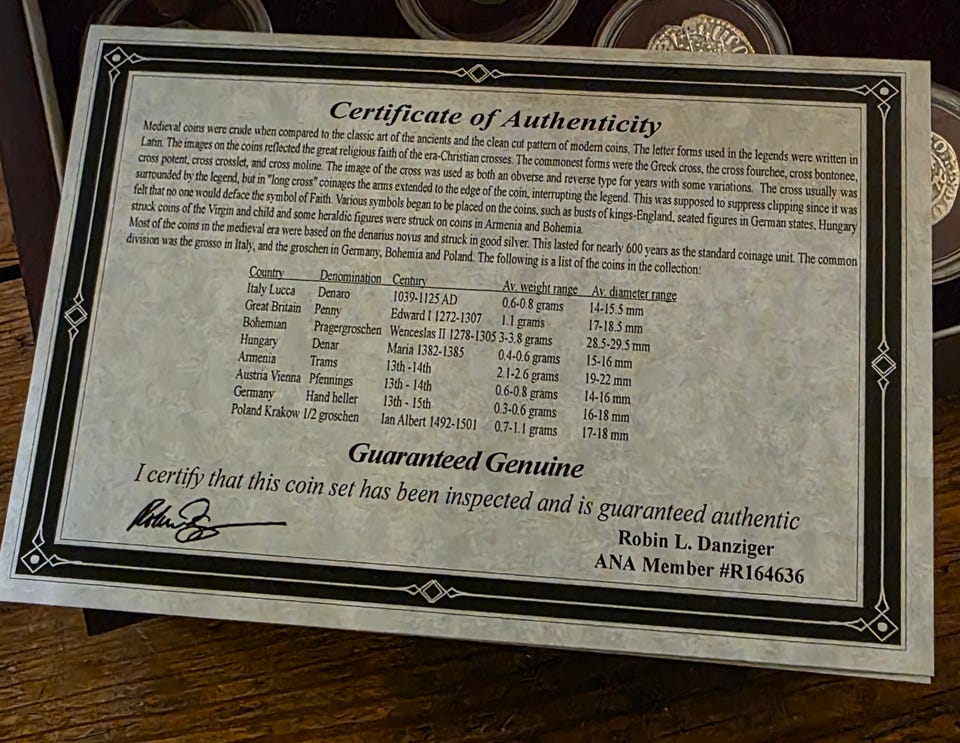 Certificate of Authenticity
Medieval coins were crude when compared to the classic art of the ancients and the clean cut pattern of modern coins. The letter forms used in the legends were written in
Latin. The images on the coins reflected the great religious faith of the era-Christian crosses. The commonest forms were the Greek cross, the cross fourchee, cross bontonee,
cross potent, cross crosslet, and cross moline. The image of the cross was used as both an obverse and reverse type for years with some variations. The cross usually was
surrounded by the legend, but in "long cross" coinages the arms extended to the edge of the coin, interrupting the legend. This was supposed to suppress clipping since it was
felt that no one would deface the symbol of Faith. Various symbols began to be placed on the coins, such as busts of kings-England, seated figures in German states, Hungary
struck coins of the Virgin and child and some heraldic figures were struck on coins in Armenia and Bohemia.
Most of the coins in the medieval era were based on the denarius novus and struck in good silver. This lasted for nearly 600 years as the standard coinage unit. The common
division was the grosso in Italy, and the groschen in Germany, Bohemia and Poland. The following is a list of the coins in the collection:
Country Denomination Century Av. weight range Av. diameter range
Italy Lucca Denaro 1039-1125 AD 0.6-0.8 grams 14-15.5 mm
Great Britain Penny Edward I 1272-1307 1.1 grams 17-18.5 mm
Bohemian Pragergroschen Wenceslas II 1278-1305 3-3.8 grams 28.5-29.5 mm
Hungary Denar Maria 1382-1385 0.4-0.6 grams 15-16 mm
Armenia Trams 13th -14th 2.1-2.6 grams 19-22 mm
Austria Vienna Pfennings 13th - 14th 0.6-0.8 grams 14-16 mm
Germany Hand heller 13th - 15th 0.3-0.6 grams 16-18 mm
Poland Krakow 1/2 groschen Ian Albert 1492-1501 0.7-1.1 grams 17-18 mm
Guaranteed Genuine
I certify that this coin set has been inspected and is guaranteed authentic
Robin L. Danziger
ANA Member #R164636